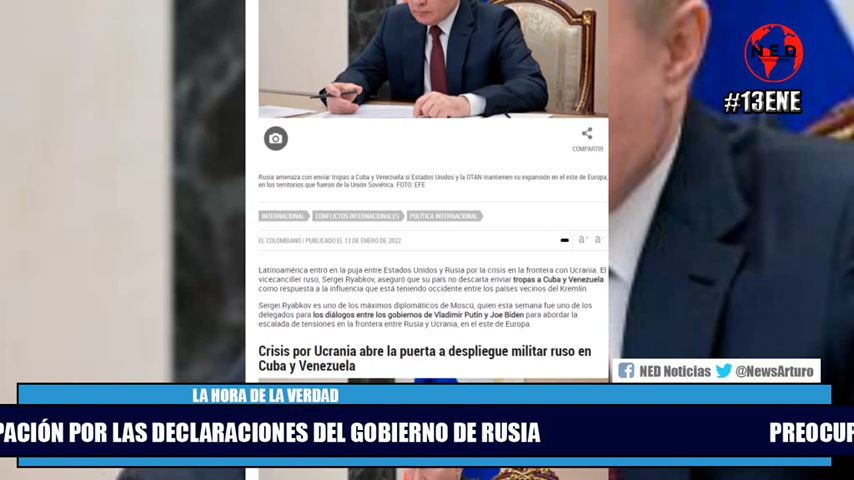 NED
#13ENE
COMPARTIR
Rusia amenaza con enviar tropas a Cuba y Venezuela si Estados Unidos y la OTAN mantienen su expansión en el este de Europa,
en los territorios que fueron de la Unión Soviética. FOTO: EFE
INTERNACIONAL
CONFLICTOS INTERNACIONALES
POLÍTICA INTERNACIONAL
EL COLOMBIANO | PUBLICADO EL 13 DE ENERO DE 2022
a+ a-
Latinoamérica entró en la puja entre Estados Unidos y Rusia por la crisis en la frontera con Ucrania. El
vicecanciller ruso, Sergei Ryabkov, aseguró que su país no descarta enviar tropas a Cuba y Venezuela
como respuesta a la influencia que está teniendo occidente entre los países vecinos del Kremlin.
Sergei Ryabkov es uno de los máximos diplomáticos de Moscú, quien esta semana fue uno de los
delegados para los diálogos entre los gobiernos de Vladimir Putin y Joe Biden para abordar la
escalada de tensiones en la frontera entre Rusia y Ucrania, en el este de Europa.
Crisis por Ucrania abre la puerta a despliegue militar ruso en
Cuba y Venezuela
NED Noticias @NewsArturo
LA HORA DE LA VERDAD
PACIÓN POR LAS DECLARACIONES DEL GOBIERNO DE RUSIA PREOCUP